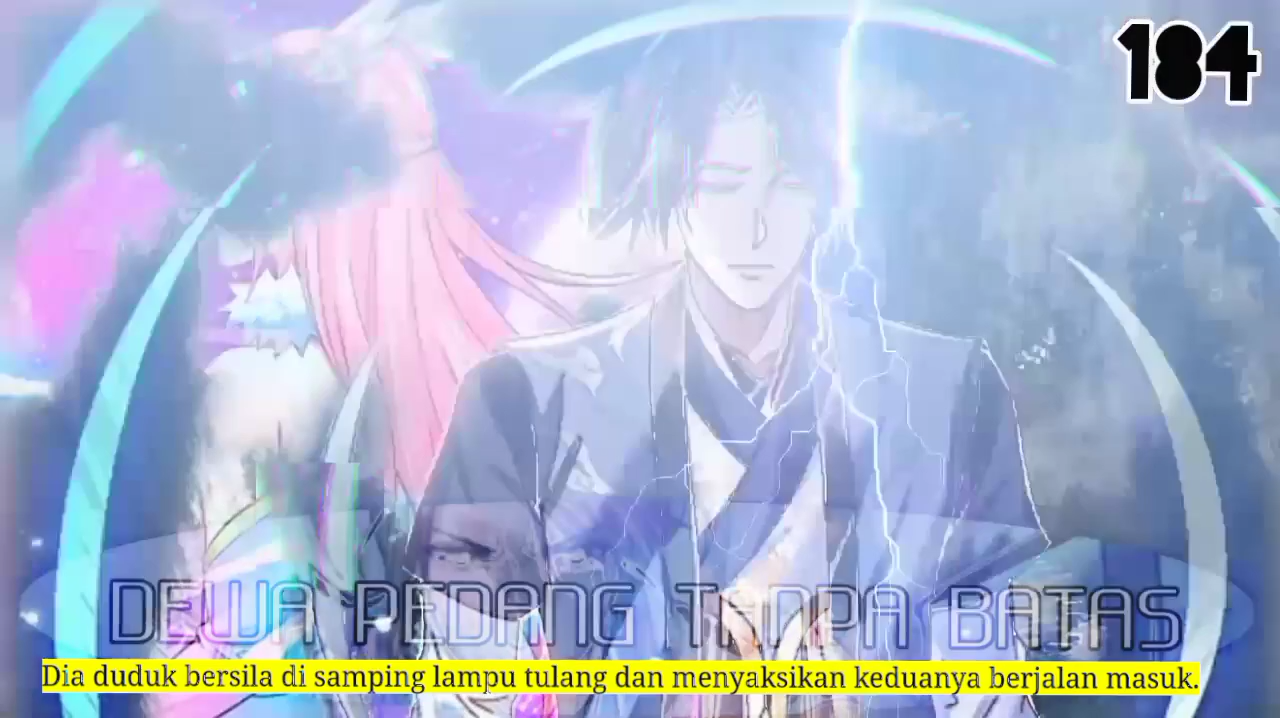 184
DEWA PEDANG TANPA BATAS
Dia duduk bersila di samping lampu tulang dan menyaksikan keduanya berjalan masuk.